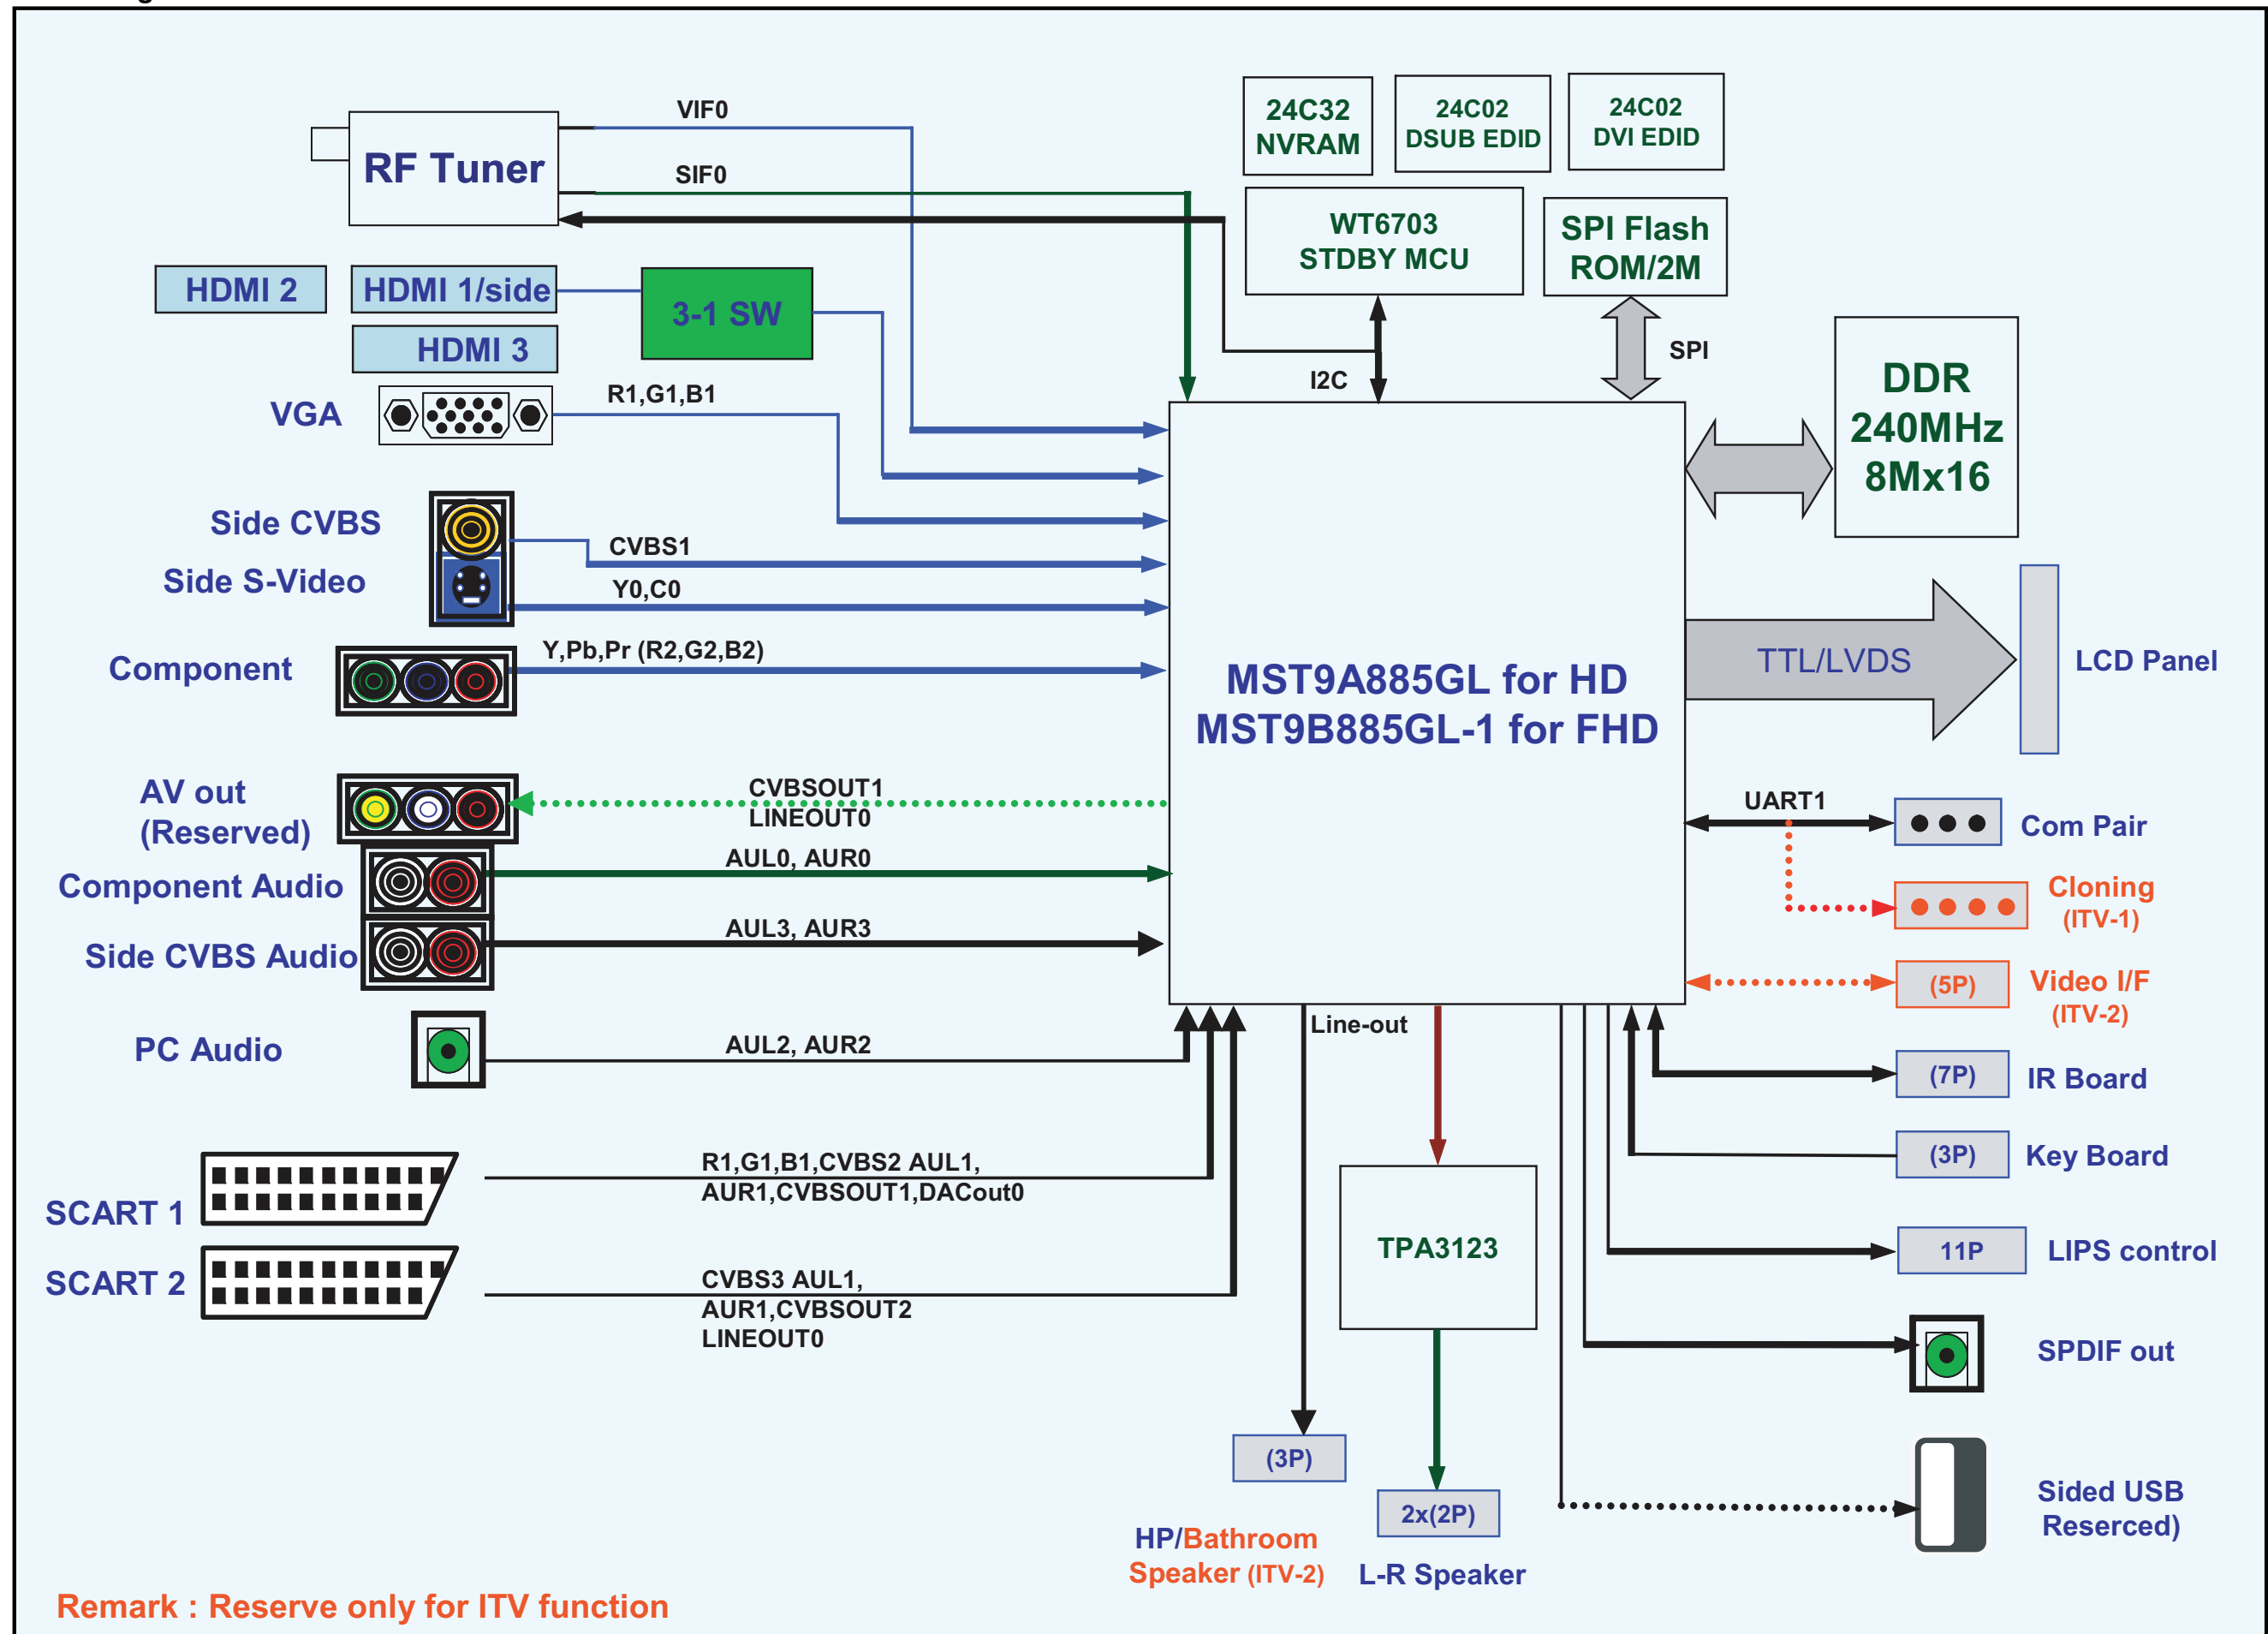 VIF0
RF Tuner
SIF0
24C32
NVRAM
24C02
DSUB EDID
24C02
DVI EDID
WT6703
STDBY MCU
SPI Flash
ROM/2M
HDMI 2
HDMI 1/side
3-1 SW
HDMI 3
I2C
SPI
DDR
240MHz
8Mx16
VGA
R1,G1,B1
Side CVBS
CVBS1
Side S-Video
Y0,C0
Component
Y,Pb,Pr (R2,G2,B2)
MST9A885GL for HD
MST9B885GL-1 for FHD
TTL/LVDS
LCD Panel
AV out
(Reserved)
CVBSOUT1
LINEOUT0
UART1
Com Pair
Component Audio
AUL0, AUR0
Cloning
(ITV-1)
Side CVBS Audio
AUL3, AUR3
(5P)
Video I/F
(ITV-2)
PC Audio
AUL2, AUR2
Line-out
(7P)
IR Board
(3P)
Key Board
SCART 1
R1,G1,B1,CVBS2 AUL1,
AUR1,CVBSOUT1,DACout0
TPA3123
11P
LIPS control
SCART 2
CVBS3 AUL1,
AUR1,CVBSOUT2
LINEOUT0
SPDIF out
(3P)
2x(2P)
HP/Bathroom
Speaker (ITV-2)
L-R Speaker
Sided USB
Reserced)
Remark : Reserve only for ITV function